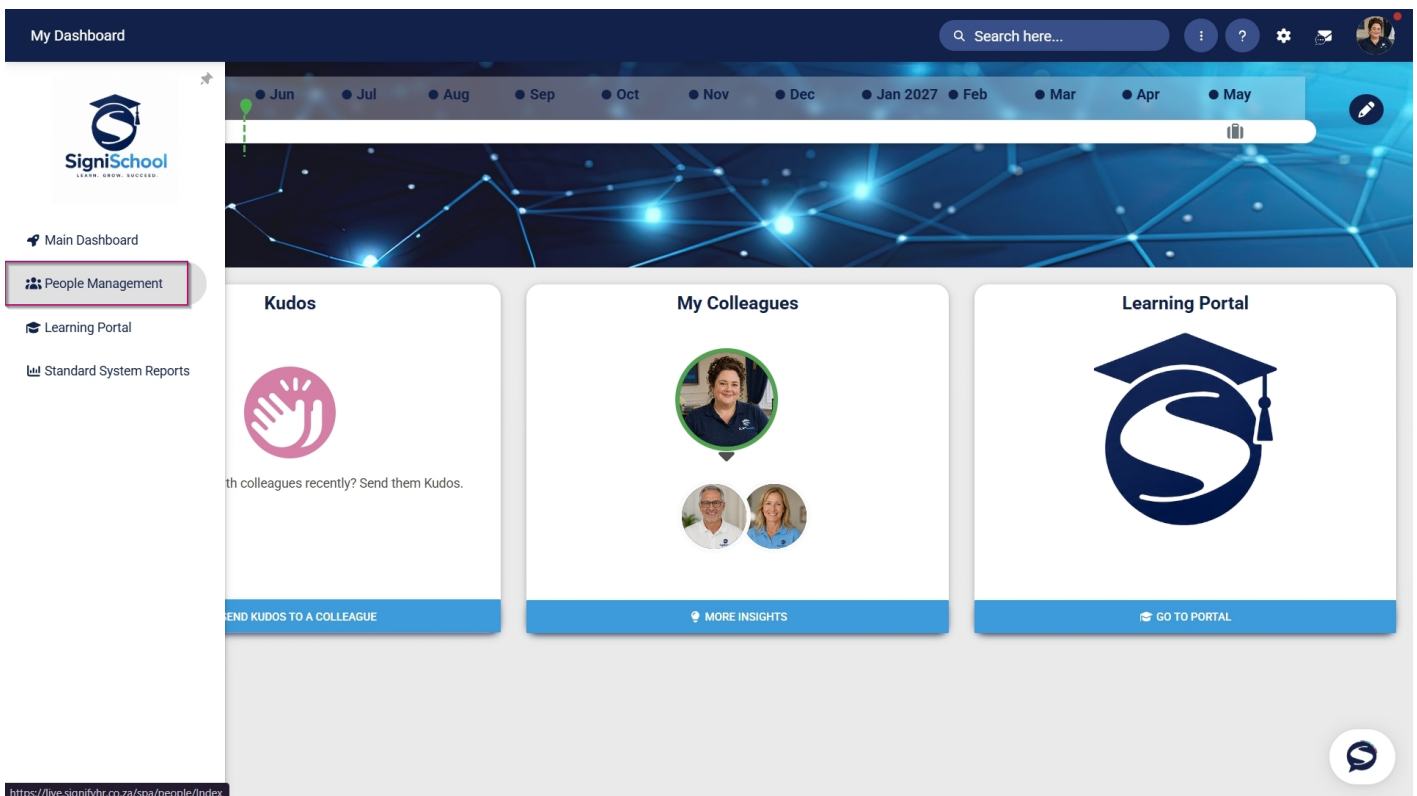 My Dashboard
Search here...
?
SigniSchool
LEARN. GROW. SUCCEED.
Jun
Jul
Aug
Sep
Oct
Nov
Dec
Jan 2027
Feb
Mar
Apr
May
Main Dashboard
People Management
Learning Portal
Standard System Reports
Kudos
th colleagues recently? Send them Kudos.
SEND KUDOS TO A COLLEAGUE
My Colleagues
MORE INSIGHTS
Learning Portal
GO TO PORTAL
https://live.signifyhr.co.za/spa/people/Index